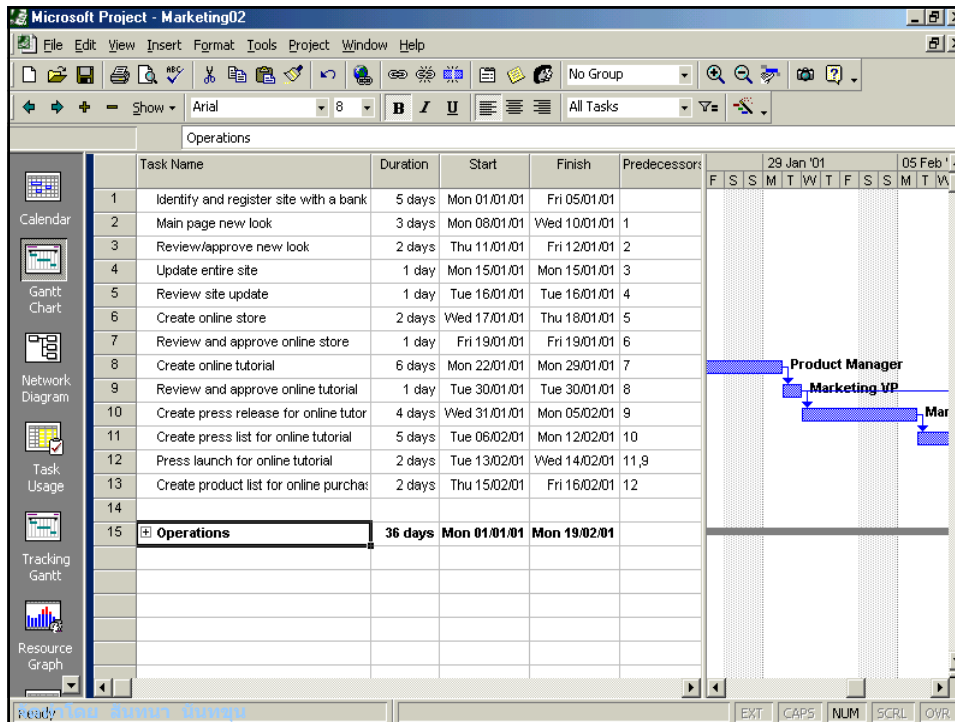 Microsoft Project - Marketing02
File Edit View Insert Format Tools Project Window Help
No Group
Show Arial 8 B I U All Tasks
Operations
Task Name Duration Start Finish Predecessors 29 Jan '01 05 Feb '
F S S M T W T F S S M T W
1 Identify and register site with a bank 5 days Mon 01/01/01 Fri 05/01/01
2 Main page new look 3 days Mon 08/01/01 Wed 10/01/01 1
3 Review/approve new look 2 days Thu 11/01/01 Fri 12/01/01 2
4 Update entire site 1 day Mon 15/01/01 Mon 15/01/01 3
5 Review site update 1 day Tue 16/01/01 Tue 16/01/01 4
6 Create online store 2 days Wed 17/01/01 Thu 18/01/01 5
7 Review and approve online store 1 day Fri 19/01/01 Fri 19/01/01 6
8 Create online tutorial 6 days Mon 22/01/01 Mon 29/01/01 7 Product Manager
9 Review and approve online tutorial 1 day Tue 30/01/01 Tue 30/01/01 8 Marketing VP
10 Create press release for online tutor 4 days Wed 31/01/01 Mon 05/02/01 9 Mar
11 Create press list for online tutorial 5 days Tue 06/02/01 Mon 12/02/01 10
12 Press launch for online tutorial 2 days Tue 13/02/01 Wed 14/02/01 11,9
13 Create product list for online purchas 2 days Thu 15/02/01 Fri 16/02/01 12
14
15 Operations 36 days Mon 01/01/01 Mon 19/02/01
Calendar
Gantt
Chart
Network
Diagram
Task
Usage
Tracking
Gantt
Resource
Graph
Ready
EXT CAPS NUM SCRL OVR